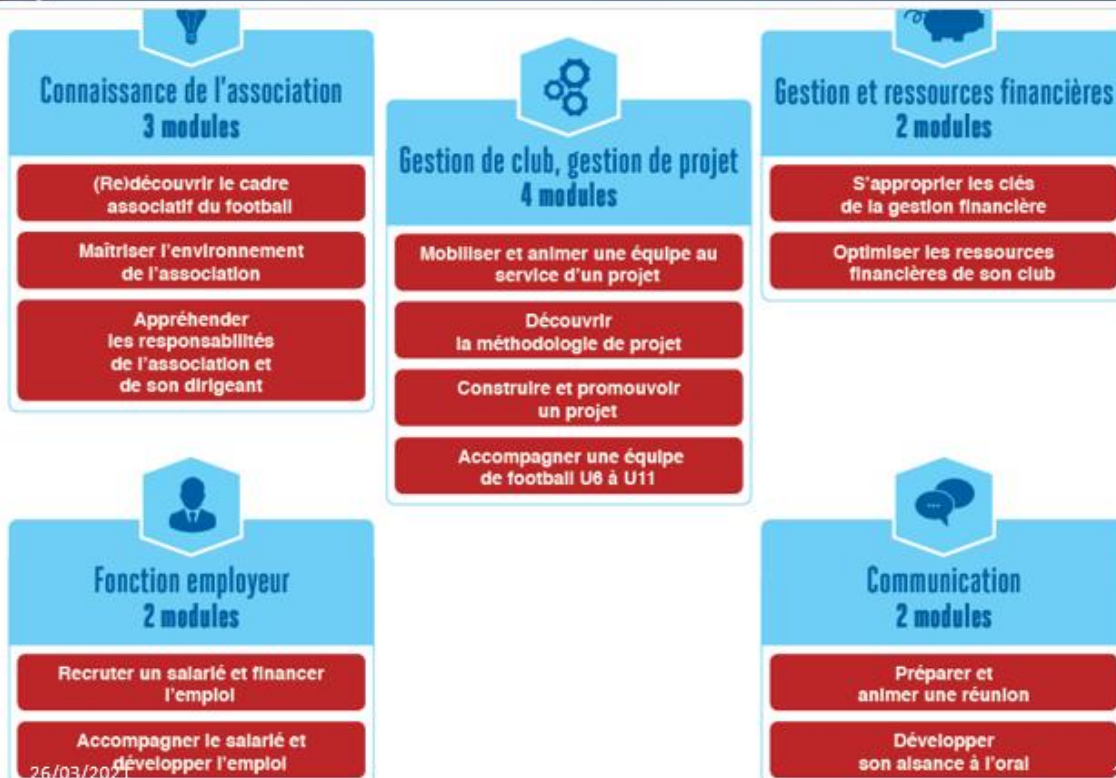 Connaissance de l'association
3 modules
(Re)découvrir le cadre
associatif du football
Maîtriser l'environnement
de l'association
Appréhender
les responsabilités
de l'association et
de son dirigeant
Gestion de club, gestion de projet
4 modules
Mobiliser et animer une équipe au
service d'un projet
Découvrir
la méthodologie de projet
Construire et promouvoir
un projet
Accompagner une équipe
de football U6 à U11
Gestion et ressources financières
2 modules
S'approprier les clés
de la gestion financière
Optimiser les ressources
financières de son club
Fonction employeur
2 modules
Recruter un salarié et financer
l'emploi
Accompagner le salarié et
développer l'emploi
Communication
2 modules
Préparer et
animer une réunion
Développer
son aisance à l'oral
26/03/2021